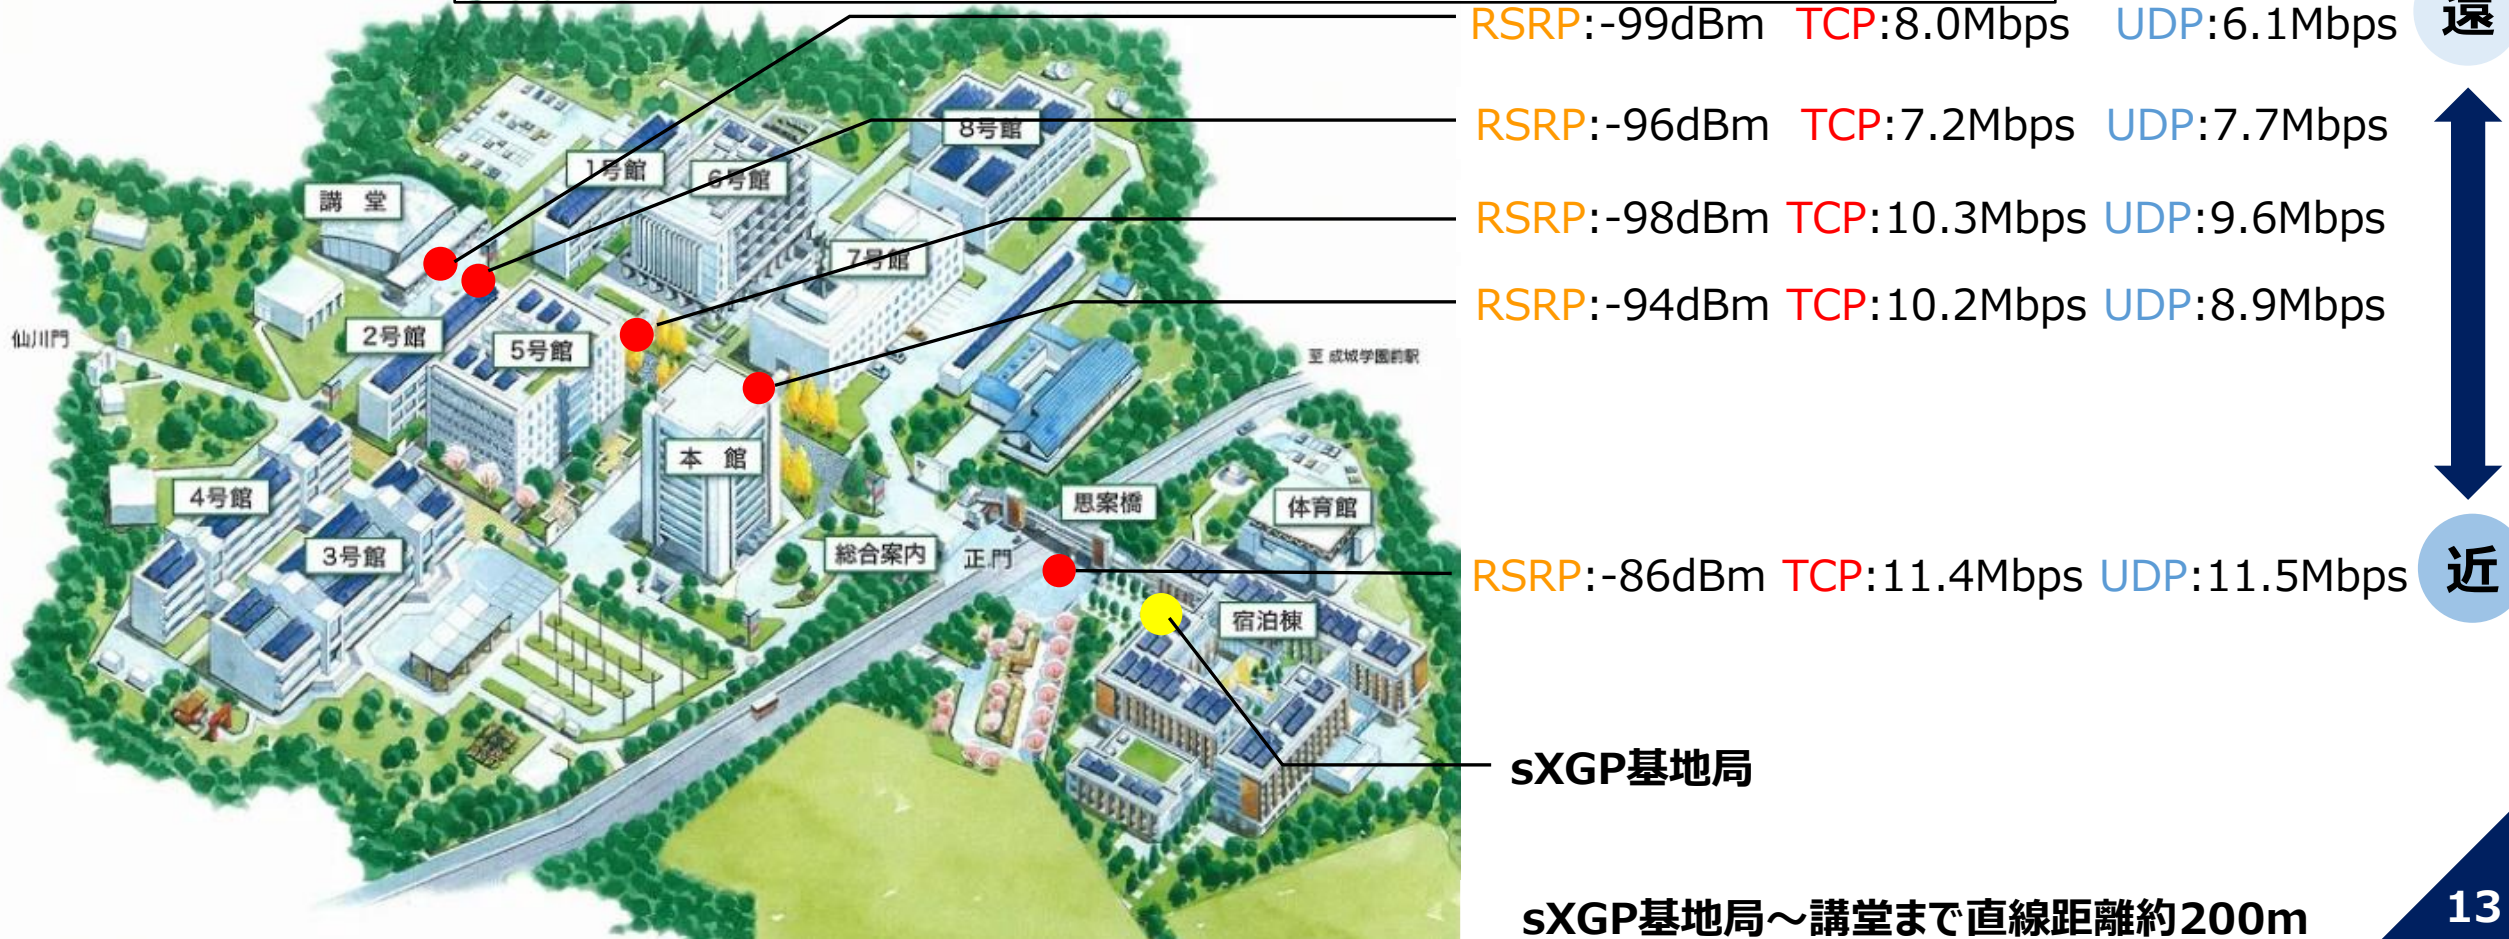 RSRP:-99dBm TCP:8.0Mbps UDP:6.1Mbps
遠
RSRP:-96dBm TCP:7.2Mbps UDP:7.7Mbps
RSRP:-98dBm TCP:10.3Mbps UDP:9.6Mbps
RSRP:-94dBm TCP:10.2Mbps UDP:8.9Mbps
8号館
1号館
6号館
講堂
7号館
仙川門
2号館
5号館
至 成城学園前駅
本館
4号館
思案橋
体育館
3号館
総合案内
正門
RSRP:-86dBm TCP:11.4Mbps UDP:11.5Mbps
近
宿泊棟
sXGP基地局
sXGP基地局～講堂まで直線距離約200m
13